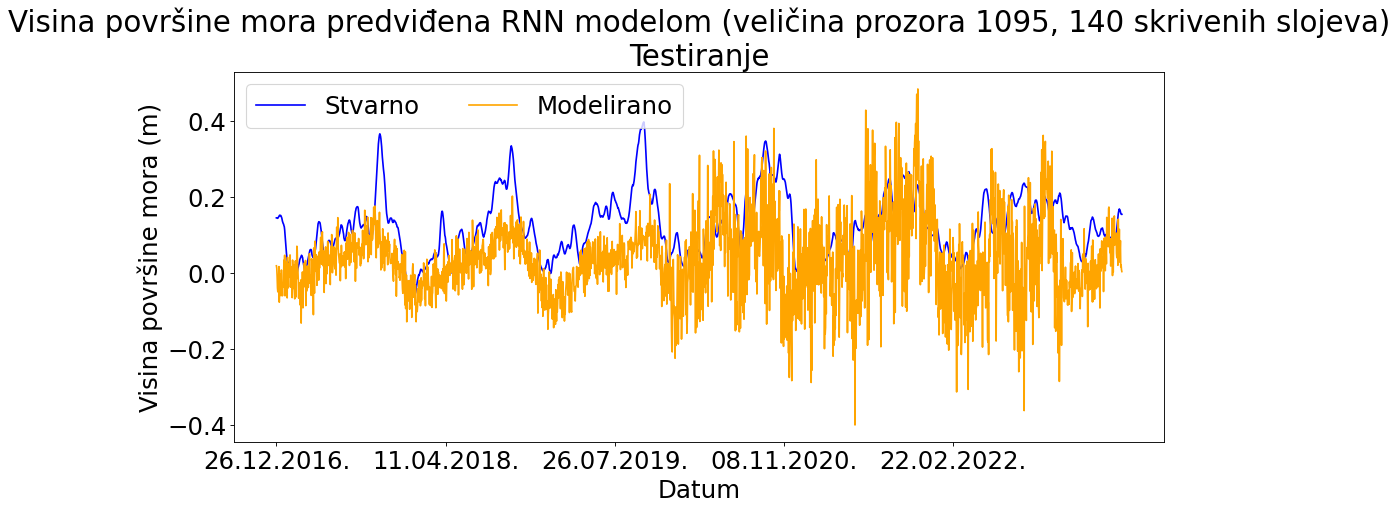 Visina površine mora predviđena RNN modelom (veličina prozora 1095, 140 skrivenih slojeva)
Testiranje
Stvarno
Modelirano
Visina površine mora (m)
0.4
0.2
0.0
−0.2
−0.4
26.12.2016.
11.04.2018.
26.07.2019.
08.11.2020.
22.02.2022.
Datum